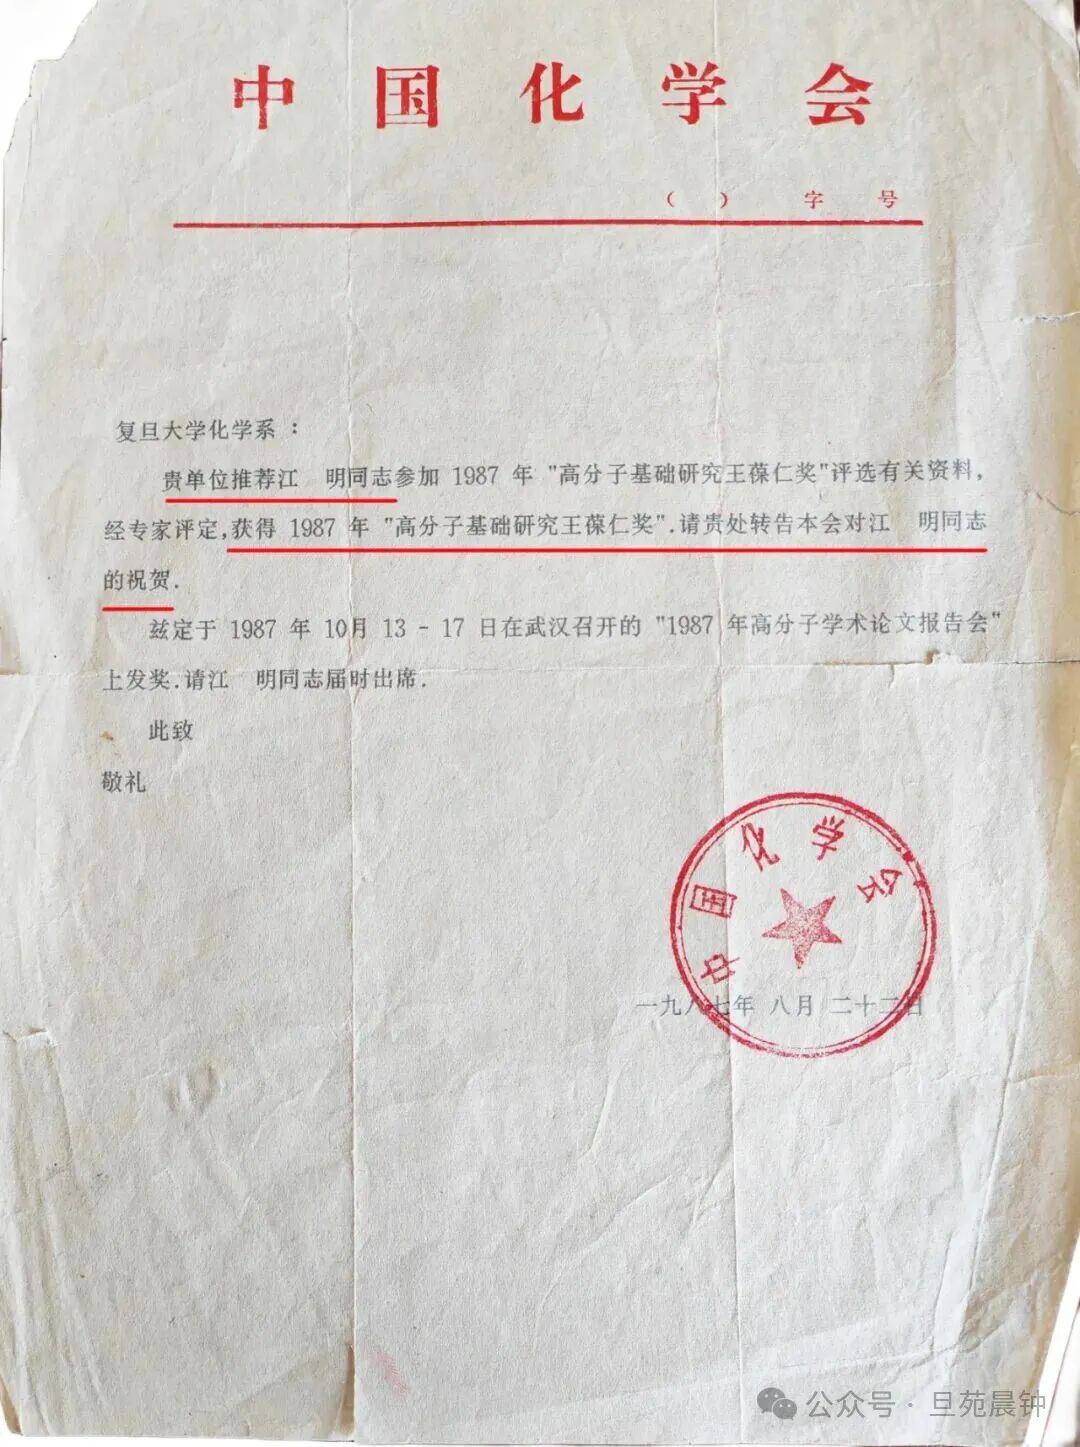 中国化学会
（ ） 字 号
复旦大学化学系：
贵单位推荐江 明同志参加 1987 年 "高分子基础研究王葆仁奖"评选有关资料,
经专家评定,获得 1987 年 "高分子基础研究王葆仁奖".请贵处转告本会对江 明同志
的祝贺.
兹定于 1987 年 10月 13 - 17 日在武汉召开的 "1987 年高分子学术论文报告会"
上发奖.请江 明同志届时出席.
此致
敬礼
中国化学会
一九八七年 八月 二十二日
公众号 · 旦苑晨钟